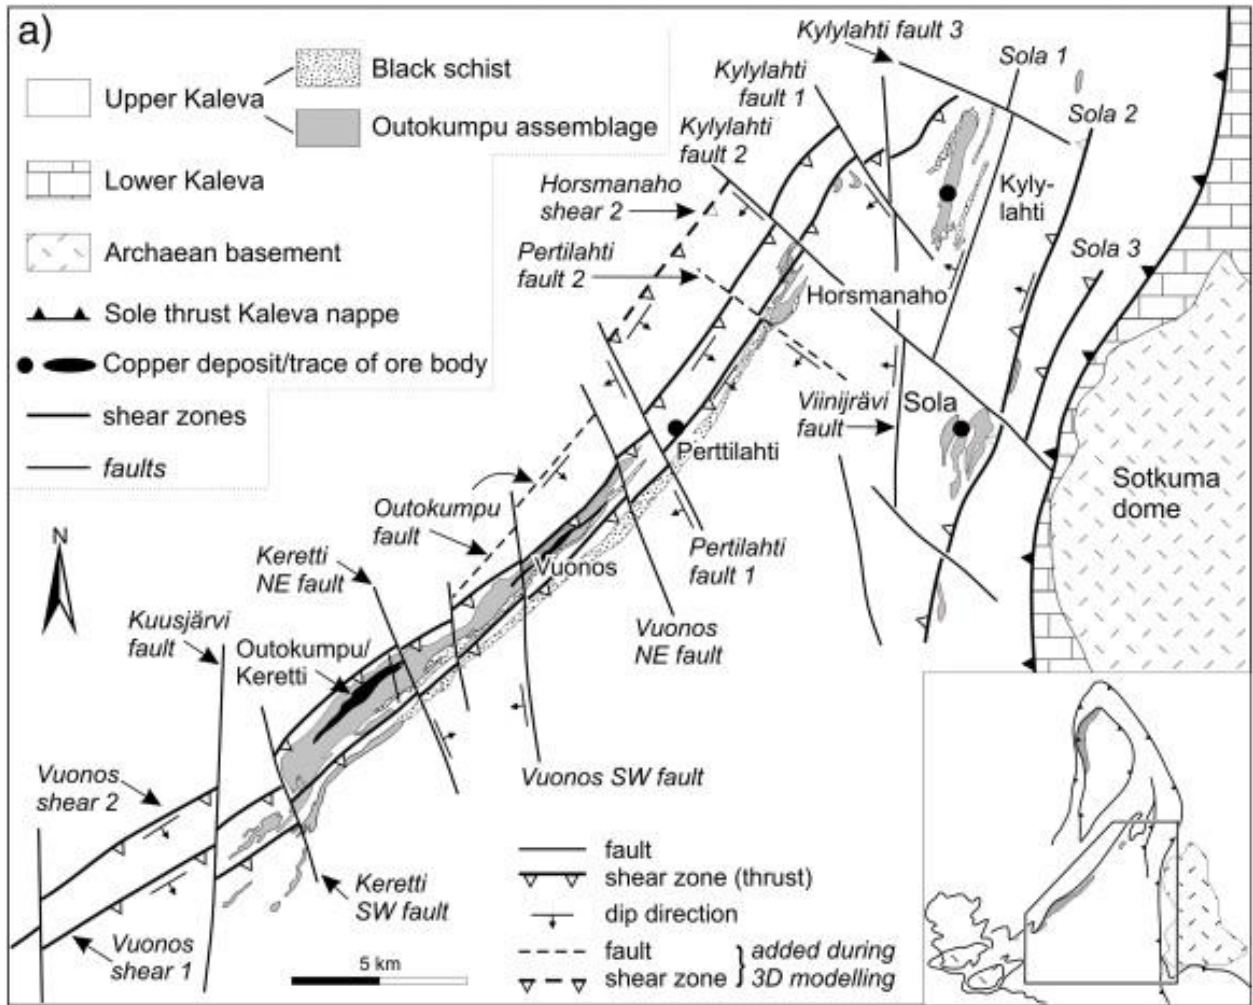 a)
Upper Kaleva
Black schist
Outokumpu assemblage
Lower Kaleva
Archaean basement
Sole thrust Kaleva nappe
Copper deposit/trace of ore body
shear zones
faults
Kylylahti fault 3
Sola 1
Kylylahti
fault 1
Sola 2
Kylylahti
fault 2
Horsmanaho
shear 2
Kyly-
lahti
Pertilahti
fault 2
Sola 3
Horsmanaho
Viinijrävi
fault
Sola
Perttilahti
Sotkuma
dome
Outokumpu
fault
N
Keretti
NE fault
Vuonos
Pertilahti
fault 1
Kuusjärvi
fault
Outokumpu/
Keretti
Vuonos
NE fault
Vuonos
shear 2
Vuonos SW fault
Keretti
SW fault
Vuonos
shear 1
5 km
fault
shear zone (thrust)
dip direction
fault
shear zone
} added during
3D modelling